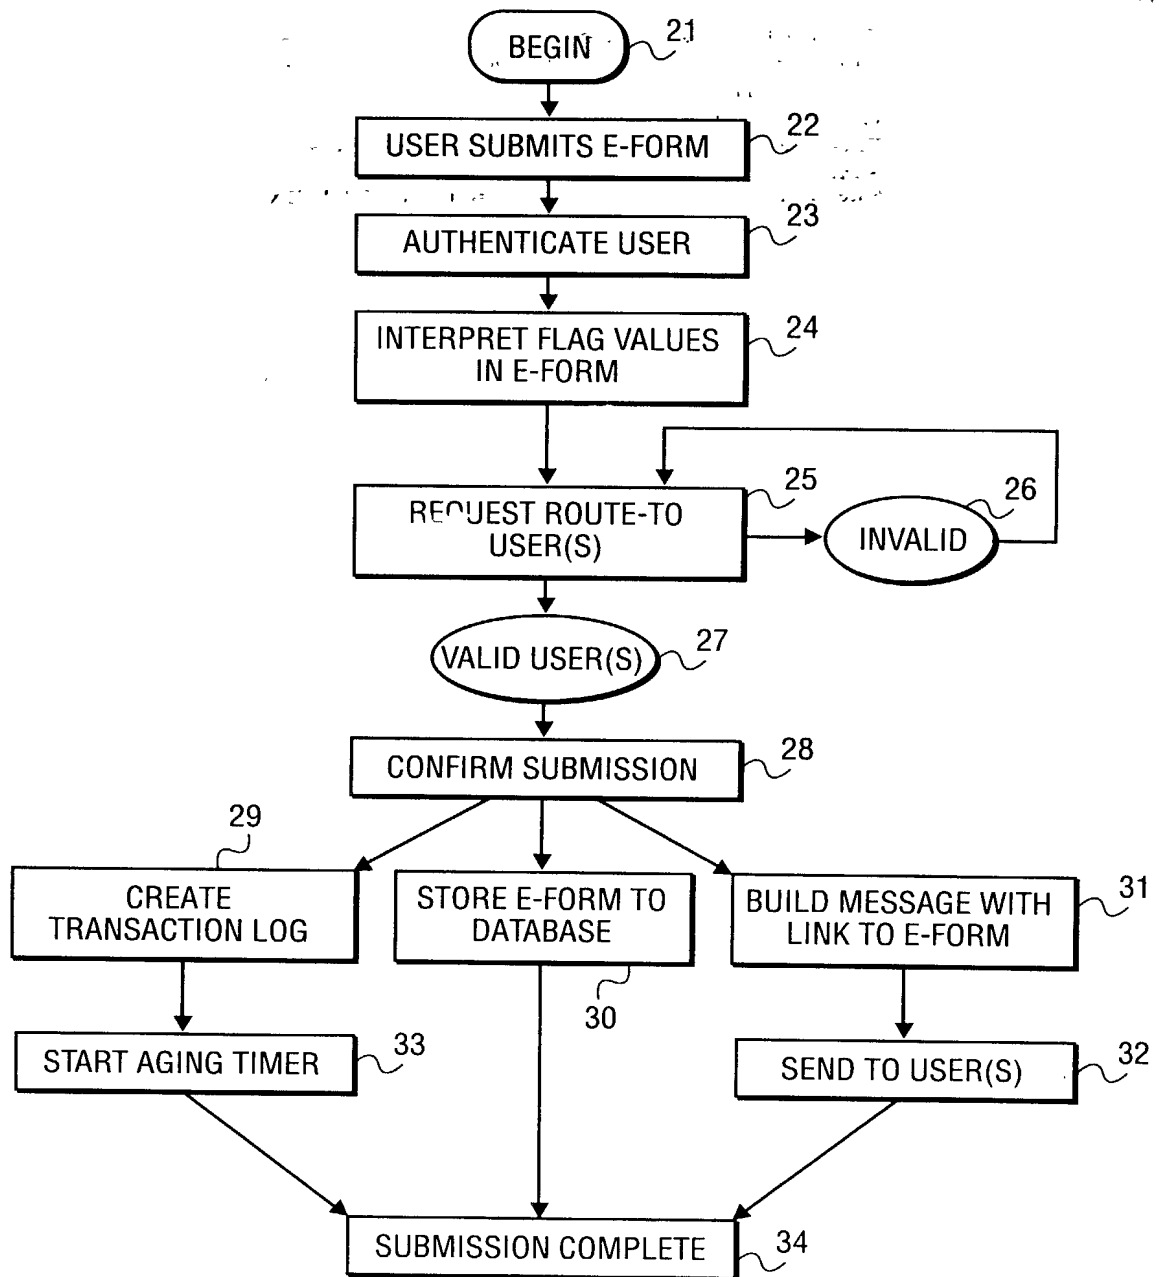 BEGIN
21
USER SUBMITS E-FORM
22
AUTHENTICATE USER
23
INTERPRET FLAG VALUES
IN E-FORM
24
REQUEST ROUTE-TO
USER(S)
25
INVALID
26
VALID USER(S)
27
CONFIRM SUBMISSION
28
29
CREATE
TRANSACTION LOG
STORE E-FORM TO
DATABASE
30
BUILD MESSAGE WITH
LINK TO E-FORM
31
START AGING TIMER
33
SEND TO USER(S)
32
SUBMISSION COMPLETE
34